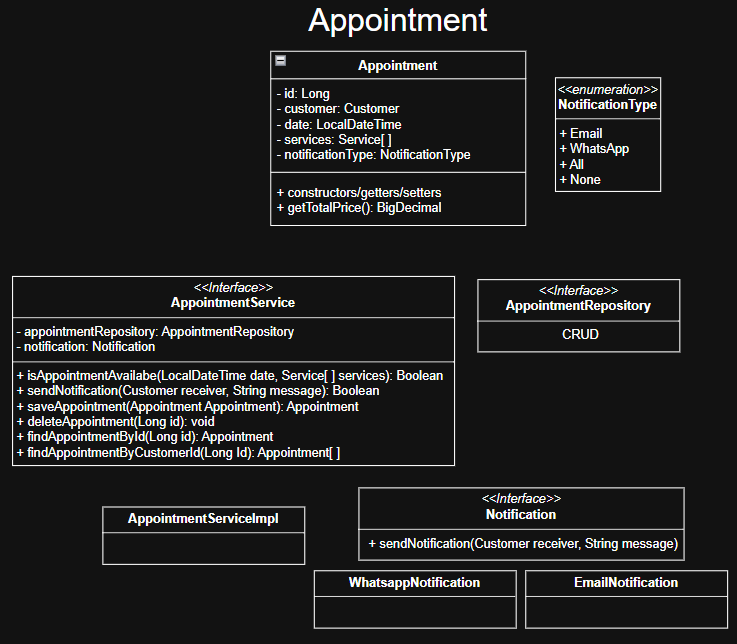 Appointment
Appointment
- id: Long
- customer: Customer
- date: LocalDateTime
- services: Service[ ]
- notificationType: NotificationType
+ constructors/getters/setters
+ getTotalPrice(): BigDecimal
<<enumeration>>
NotificationType
+ Email
+ WhatsApp
+ All
+ None
<<Interface>>
AppointmentService
- appointmentRepository: AppointmentRepository
- notification: Notification
+ isAppointmentAvailabe(LocalDateTime date, Service[ ] services): Boolean
+ sendNotification(Customer receiver, String message): Boolean
+ saveAppointment(Appointment Appointment): Appointment
+ deleteAppointment(Long id): void
+ findAppointmentById(Long id): Appointment
+ findAppointmentByCustomerId(Long Id): Appointment[ ]
<<Interface>>
AppointmentRepository
CRUD
AppointmentServiceImpl
<<Interface>>
Notification
+ sendNotification(Customer receiver, String message)
WhatsappNotification
EmailNotification